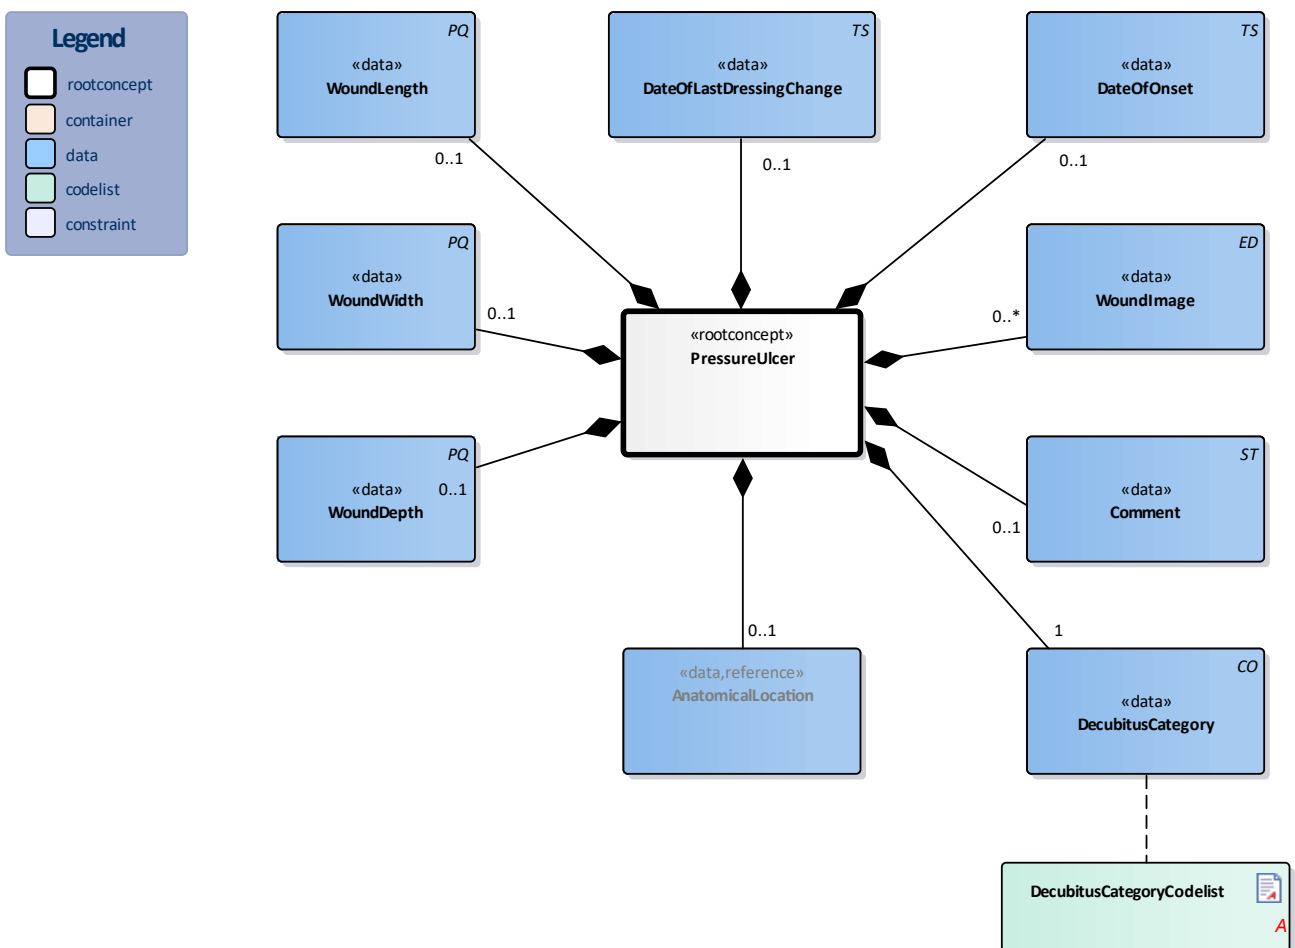 Legend
rootconcept
container
data
codelist
constraint
PQ
«data»
WoundLength
0..1
TS
«data»
DateOfLastDressingChange
0..1
TS
«data»
DateOfOnset
0..1
PQ
«data»
WoundWidth
0..1
«rootconcept»
PressureUlcer
ED
«data»
WoundImage
0..*
PQ
«data»
WoundDepth
0..1
ST
«data»
Comment
0..1
0..1
«data,reference»
AnatomicalLocation
1
CO
«data»
DecubitusCategory
DecubitusCategoryCodelist
A